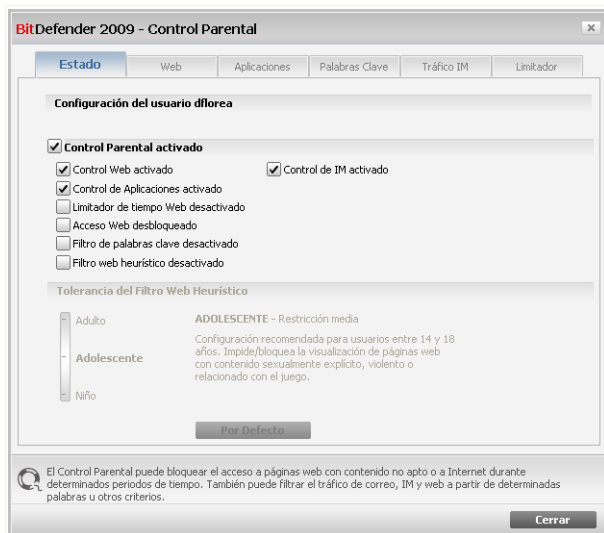 BitDefender 2009 - Control Parental
Estado
Web
Aplicaciones
Palabras Clave
Tráfico IM
Limitador
Configuración del usuario dflorea
Control Parental activado
Control Web activado
Control de IM activado
Control de Aplicaciones activado
Limitador de tiempo Web desactivado
Acceso Web desbloqueado
Filtro de palabras clave desactivado
Filtro web heurístico desactivado
Tolerancia del Filtro Web Heurístico
Adulto
Adolescente
Niño
ADOLESCENTE - Restricción media
Configuración recomendada para usuarios entre 14 y 18
años. Impide/bloquea la visualización de páginas web
con contenido sexualmente explícito, violento o
relacionado con el juego.
Por Defecto
El Control Parental puede bloquear el acceso a páginas web con contenido no apto o a Internet durante
determinados periodos de tiempo. También puede filtrar el tráfico de correo, IM y web a partir de determinadas
palabras u otros criterios.
Cerrar